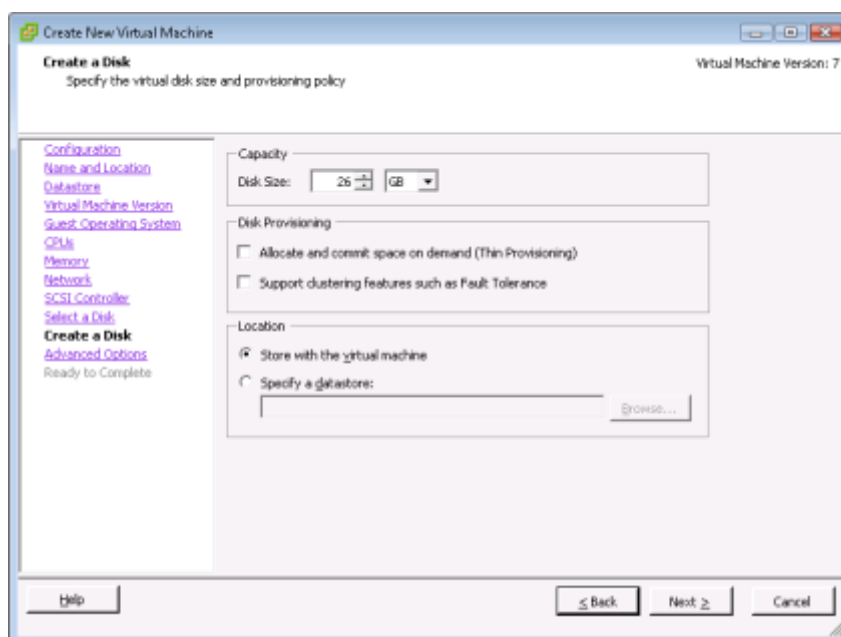 Create New Virtual Machine
Create a Disk
Specify the virtual disk size and provisioning policy
Virtual Machine Version: 7
Configuration
Name and Location
Datastore
Virtual Machine Version
Guest Operating System
CPUs
Memory
Network
SCSI Controller
Select a Disk
Create a Disk
Advanced Options
Ready to Complete
Capacity
Disk Size: 26 GB
Disk Provisioning
Allocate and commit space on demand (Thin Provisioning)
Support clustering features such as Fault Tolerance
Location
Store with the virtual machine
Specify a datastore:
Browse...
Help
< Back
Next >
Cancel